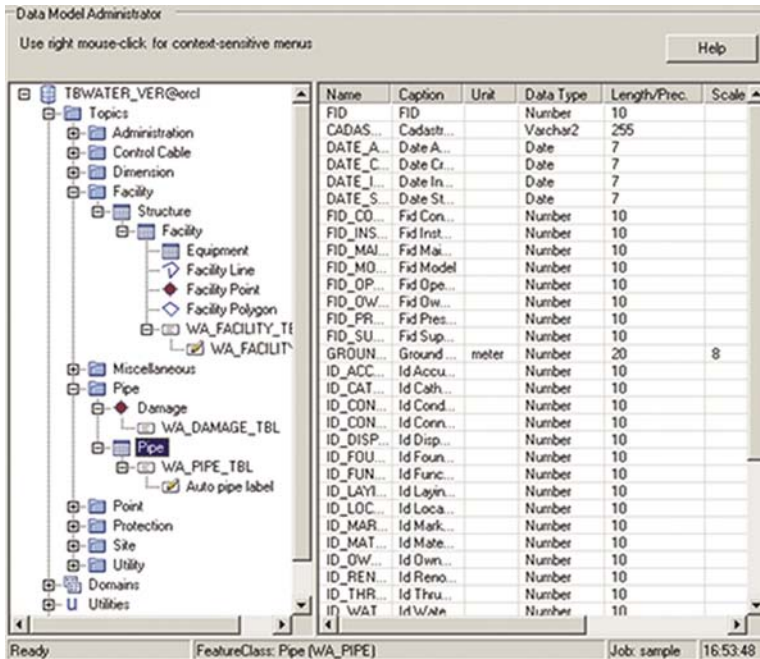 Data Model Administrator
Use right mouse-click for context-sensitive menus
Help
TBWATER_VER@orcl
Topics
Administration
Control Cable
Dimension
Facility
Structure
Facility
Equipment
Facility Line
Facility Point
Facility Polygon
WA_FACILITY_TE
WA_FACILITY
Miscellaneous
Pipe
Damage
WA_DAMAGE_TBL
Pipe
WA_PIPE_TBL
Auto pipe label
Point
Protection
Site
Utility
Domains
Utilities
Name Caption Unit Data Type Length/Prec. Scale
FID FID Number 10
CADAS... Cadastr... Varchar2 255
DATE_A... Date A... Date 7
DATE_C... Date Cr... Date 7
DATE_I... Date In... Date 7
DATE_S... Date St... Date 7
FID_CO... Fid Con... Number 10
FID_INS... Fid Inst... Number 10
FID_MAI... Fid Mai... Number 10
FID_MO... Fid Model Number 10
FID_OP... Fid Ope... Number 10
FID_OW... Fid Ow... Number 10
FID_PR... Fid Pres... Number 10
FID_SU... Fid Sup... Number 10
GROUN... Ground ... meter Number 20 8
ID_ACC... Id Accu... Number 10
ID_CAT... Id Cath... Number 10
ID_CON... Id Cond... Number 10
ID_CON... Id Conn... Number 10
ID_DISP... Id Disp... Number 10
ID_FOU... Id Foun... Number 10
ID_FUN... Id Func... Number 10
ID_LAYI... Id Layin... Number 10
ID_LOC... Id Loca... Number 10
ID_MAR... Id Mark... Number 10
ID_MAT... Id Mate... Number 10
ID_OW... Id Own... Number 10
ID_REN... Id Reno... Number 10
ID_THR... Id Thru... Number 10
ID_WAT... Id Wate... Number 10
Ready FeatureClass: Pipe (WA_PIPE) Job: sample 16:53:48